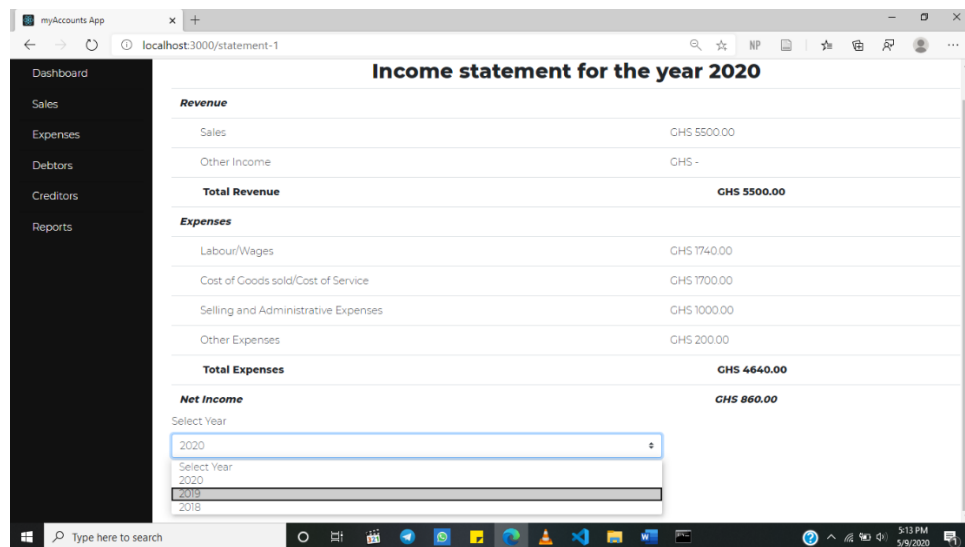 myAccounts App
localhost:3000/statement-1
NP
Dashboard
Sales
Expenses
Debtors
Creditors
Reports
Income statement for the year 2020
Revenue
Sales GHS 5500.00
Other Income GHS -
Total Revenue GHS 5500.00
Expenses
Labour/Wages GHS 1740.00
Cost of Goods sold/Cost of Service GHS 1700.00
Selling and Administrative Expenses GHS 1000.00
Other Expenses GHS 200.00
Total Expenses GHS 4640.00
Net Income GHS 860.00
Select Year
2020
Select Year
2020
2019
2018
Type here to search
5:13 PM
5/9/2020